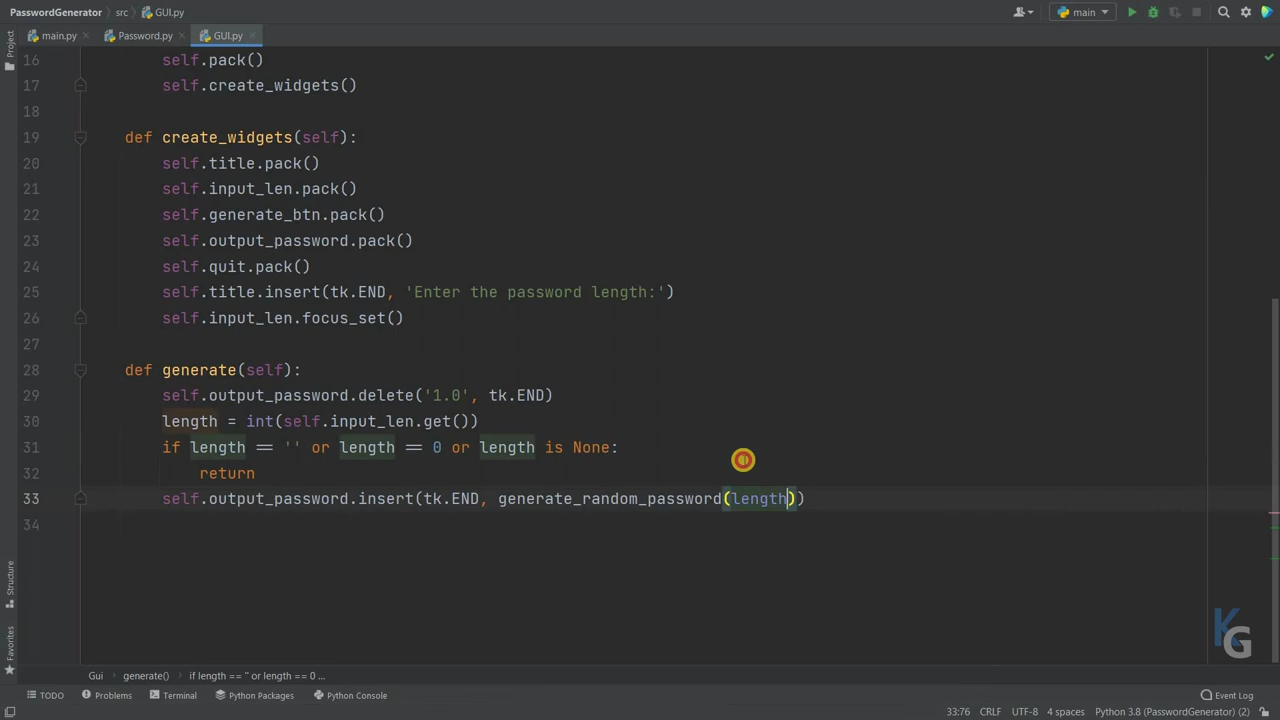 PasswordGenerator src GUI.py main
main.py Password.py GUI.py
Project
16 self.pack()
17 self.create_widgets()
18
19 def create_widgets(self):
20 self.title.pack()
21 self.input_len.pack()
22 self.generate_btn.pack()
23 self.output_password.pack()
24 self.quit.pack()
25 self.title.insert(tk.END, 'Enter the password length:')
26 self.input_len.focus_set()
27
28 def generate(self):
29 self.output_password.delete('1.0', tk.END)
30 length = int(self.input_len.get())
31 if length == '' or length == 0 or length is None:
32 return
33 self.output_password.insert(tk.END, generate_random_password(length))
34
Structure
Favorites
KG
Gui generate() if length == '' or length == 0 ...
TODO Problems Terminal Python Packages Python Console Event Log
33:76 CRLF UTF-8 4 spaces Python 3.8 (PasswordGenerator) (2)